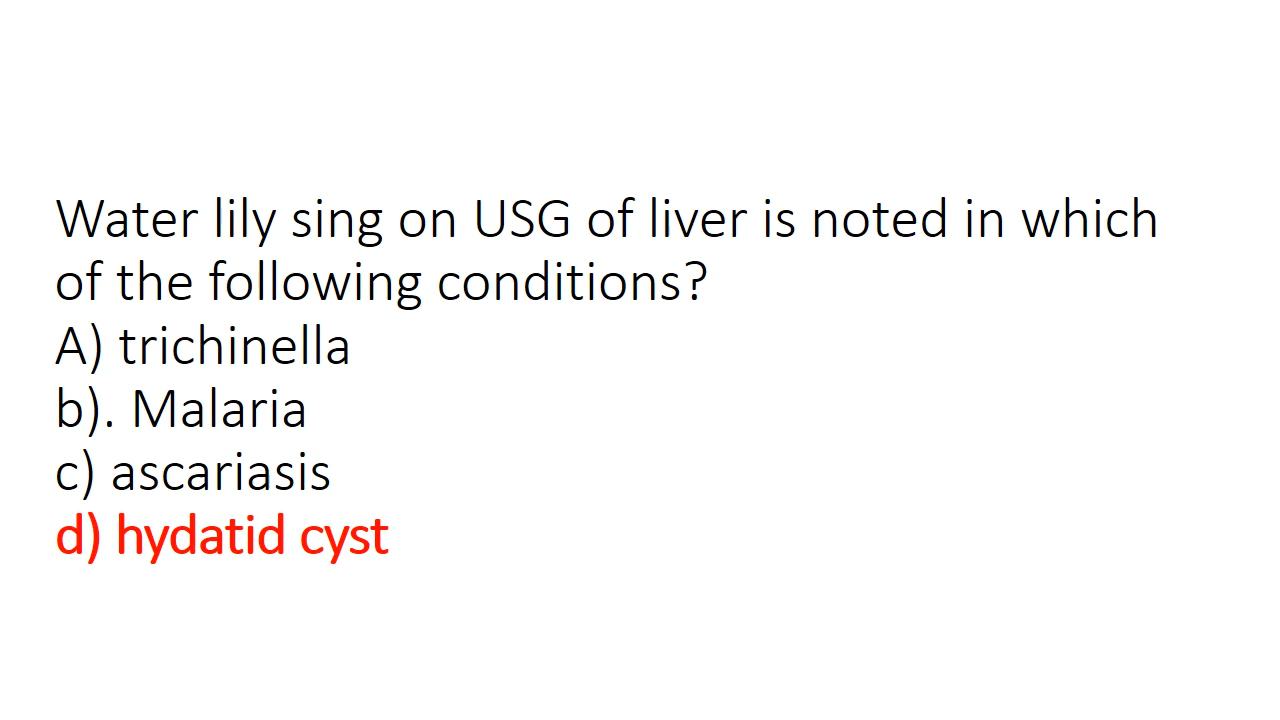 Water lily sing on USG of liver is noted in which
of the following conditions?
A) trichinella
b). Malaria
c) ascariasis
d) hydatid cyst